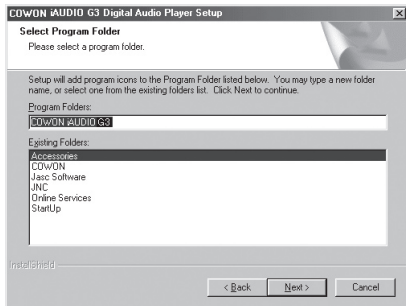 COWON iAUDIO G3 Digital Audio Player Setup
Select Program Folder
Please select a program folder.
Setup will add program icons to the Program Folder listed below. You may type a new folder
name, or select one from the existing folders list. Click Next to continue.
Program Folders:
COWON iAUDIO G3
Existing Folders:
Accessories
COWON
Jasc Software
JNC
Online Services
StartUp
InstallShield
< Back
Next >
Cancel